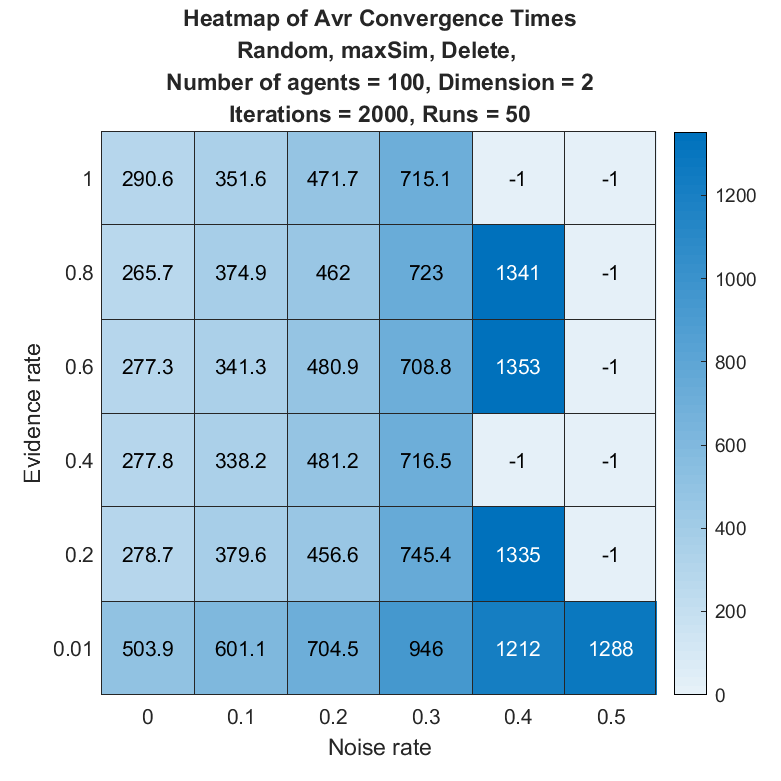 Heatmap of Avr Convergence Times
Random, maxSim, Delete,
Number of agents = 100, Dimension = 2
Iterations = 2000, Runs = 50
1 290.6 351.6 471.7 715.1 -1 -1
0.8 265.7 374.9 462 723 1341 -1
0.6 277.3 341.3 480.9 708.8 1353 -1
0.4 277.8 338.2 481.2 716.5 -1 -1
0.2 278.7 379.6 456.6 745.4 1335 -1
0.01 503.9 601.1 704.5 946 1212 1288
0 0.1 0.2 0.3 0.4 0.5
Noise rate
Evidence rate
1200
1000
800
600
400
200
0